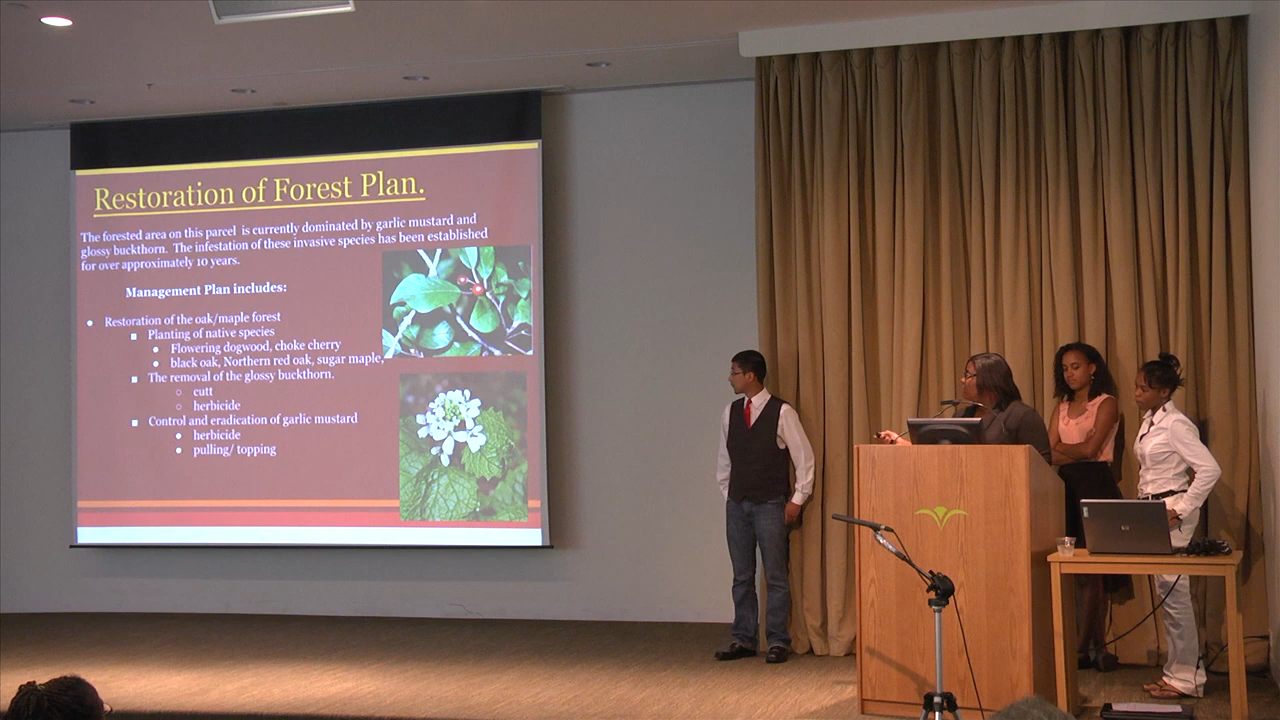 Restoration of Forest Plan.
The forested area on this parcel is currently dominated by garlic mustard and
glossy buckthorn. The infestation of these invasive species has been established
for over approximately 10 years.
Management Plan includes:
Restoration of the oak/maple forest
Planting of native species
Flowering dogwood, choke cherry
black oak, Northern red oak, sugar maple,
The removal of the glossy buckthorn.
cutt
herbicide
Control and eradication of garlic mustard
herbicide
pulling/ topping